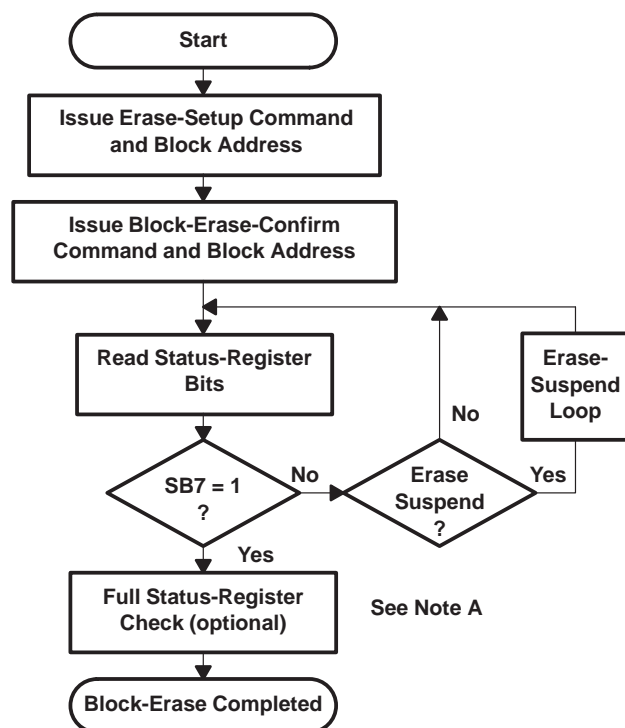 Start
Issue Erase-Setup Command
and Block Address
Issue Block-Erase-Confirm
Command and Block Address
Read Status-Register
Bits
Erase-
Suspend
Loop
No
SB7 = 1
?
No
Erase
Suspend
?
Yes
Yes
Full Status-Register
Check (optional)
See Note A
Block-Erase Completed